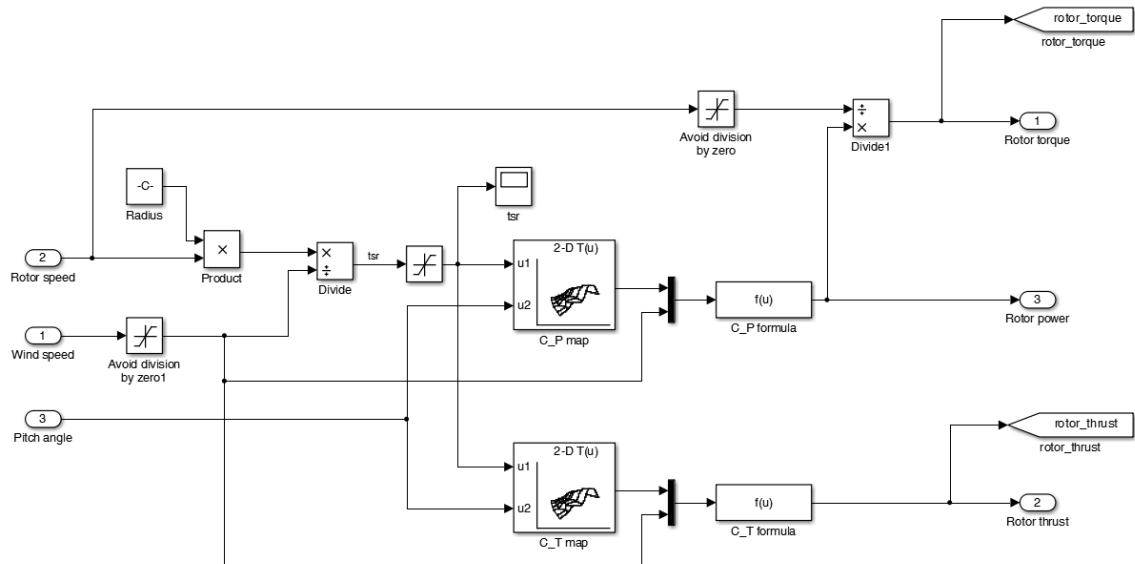 rotor_torque
rotor_torque
÷
×
Avoid division
by zero
Divide1
1
Rotor torque
-C-
Radius
tsr
2
Rotor speed
×
Product
×
÷
Divide
tsr
2-D T(u)
u1
u2
C_P map
f(u)
C_P formula
3
Rotor power
1
Wind speed
Avoid division
by zero1
3
Pitch angle
rotor_thrust
rotor_thrust
2-D T(u)
u1
u2
C_T map
f(u)
C_T formula
2
Rotor thrust